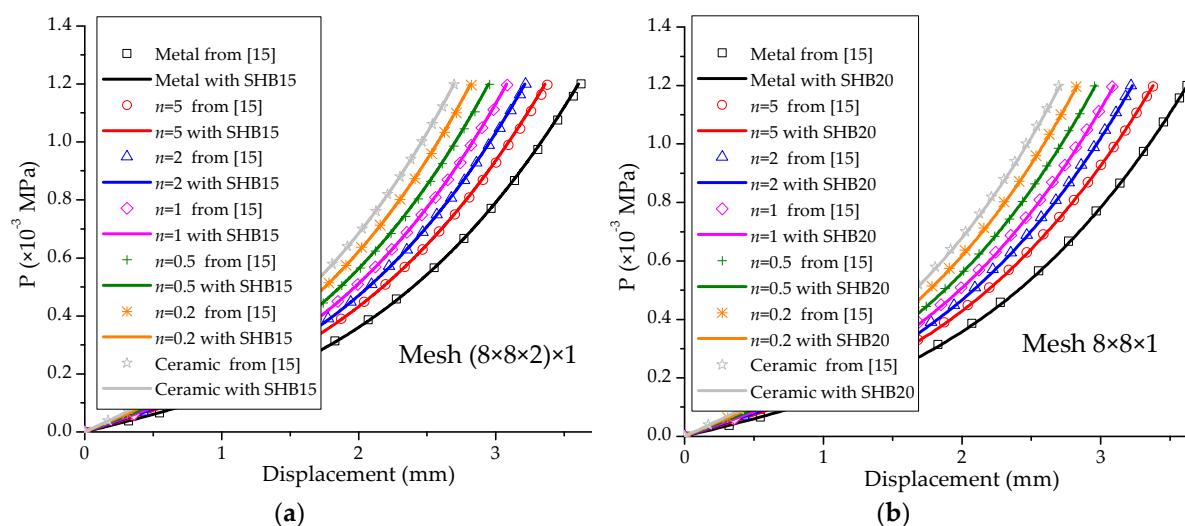 1.4
1.2
1.0
0.8
0.6
0.4
0.2
0.0
P (×10⁻³ MPa)
Metal from [15]
Metal with SHB15
n=5 from [15]
n=5 with SHB15
n=2 from [15]
n=2 with SHB15
n=1 from [15]
n=1 with SHB15
n=0.5 from [15]
n=0.5 with SHB15
n=0.2 from [15]
n=0.2 with SHB15
Ceramic from [15]
Ceramic with SHB15
Mesh (8×8×2)×1
0 1 2 3
Displacement (mm)
(a)
1.4
1.2
1.0
0.8
0.6
0.4
0.2
0.0
P (×10⁻³ MPa)
Metal from [15]
Metal with SHB20
n=5 from [15]
n=5 with SHB20
n=2 from [15]
n=2 with SHB20
n=1 from [15]
n=1 with SHB20
n=0.5 from [15]
n=0.5 with SHB20
n=0.2 from [15]
n=0.2 with SHB20
Ceramic from [15]
Ceramic with SHB20
Mesh 8×8×1
0 1 2 3
Displacement (mm)
(b)